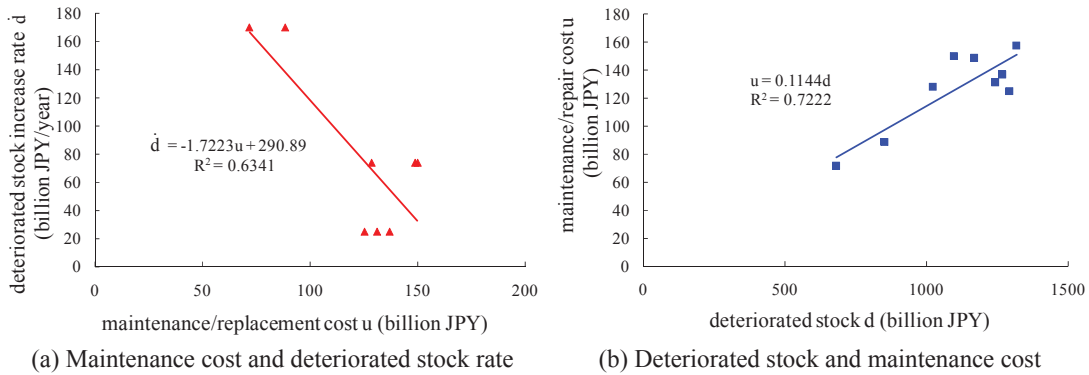 180
160
140
120
100
80
60
40
20
0
0
50
100
150
200
deteriorated stock increase rate ḋ
(billion JPY/year)
ḋ = -1.7223u + 290.89
R² = 0.6341
maintenance/replacement cost u (billion JPY)
(a) Maintenance cost and deteriorated stock rate
180
160
140
120
100
80
60
40
20
0
0
500
1000
1500
maintenance/repair cost u
(billion JPY)
u = 0.1144d
R² = 0.7222
deteriorated stock d (billion JPY)
(b) Deteriorated stock and maintenance cost